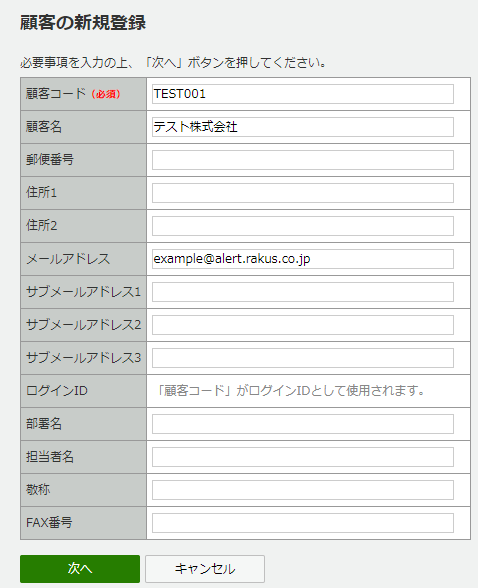 顧客の新規登録
必要事項を入力の上、「次へ」ボタンを押してください。
顧客コード（必須） TEST001
顧客名 テスト株式会社
郵便番号
住所1
住所2
メールアドレス example@alert.rakus.co.jp
サブメールアドレス1
サブメールアドレス2
サブメールアドレス3
ログインID 「顧客コード」がログインIDとして使用されます。
部署名
担当者名
敬称
FAX番号
次へ キャンセル